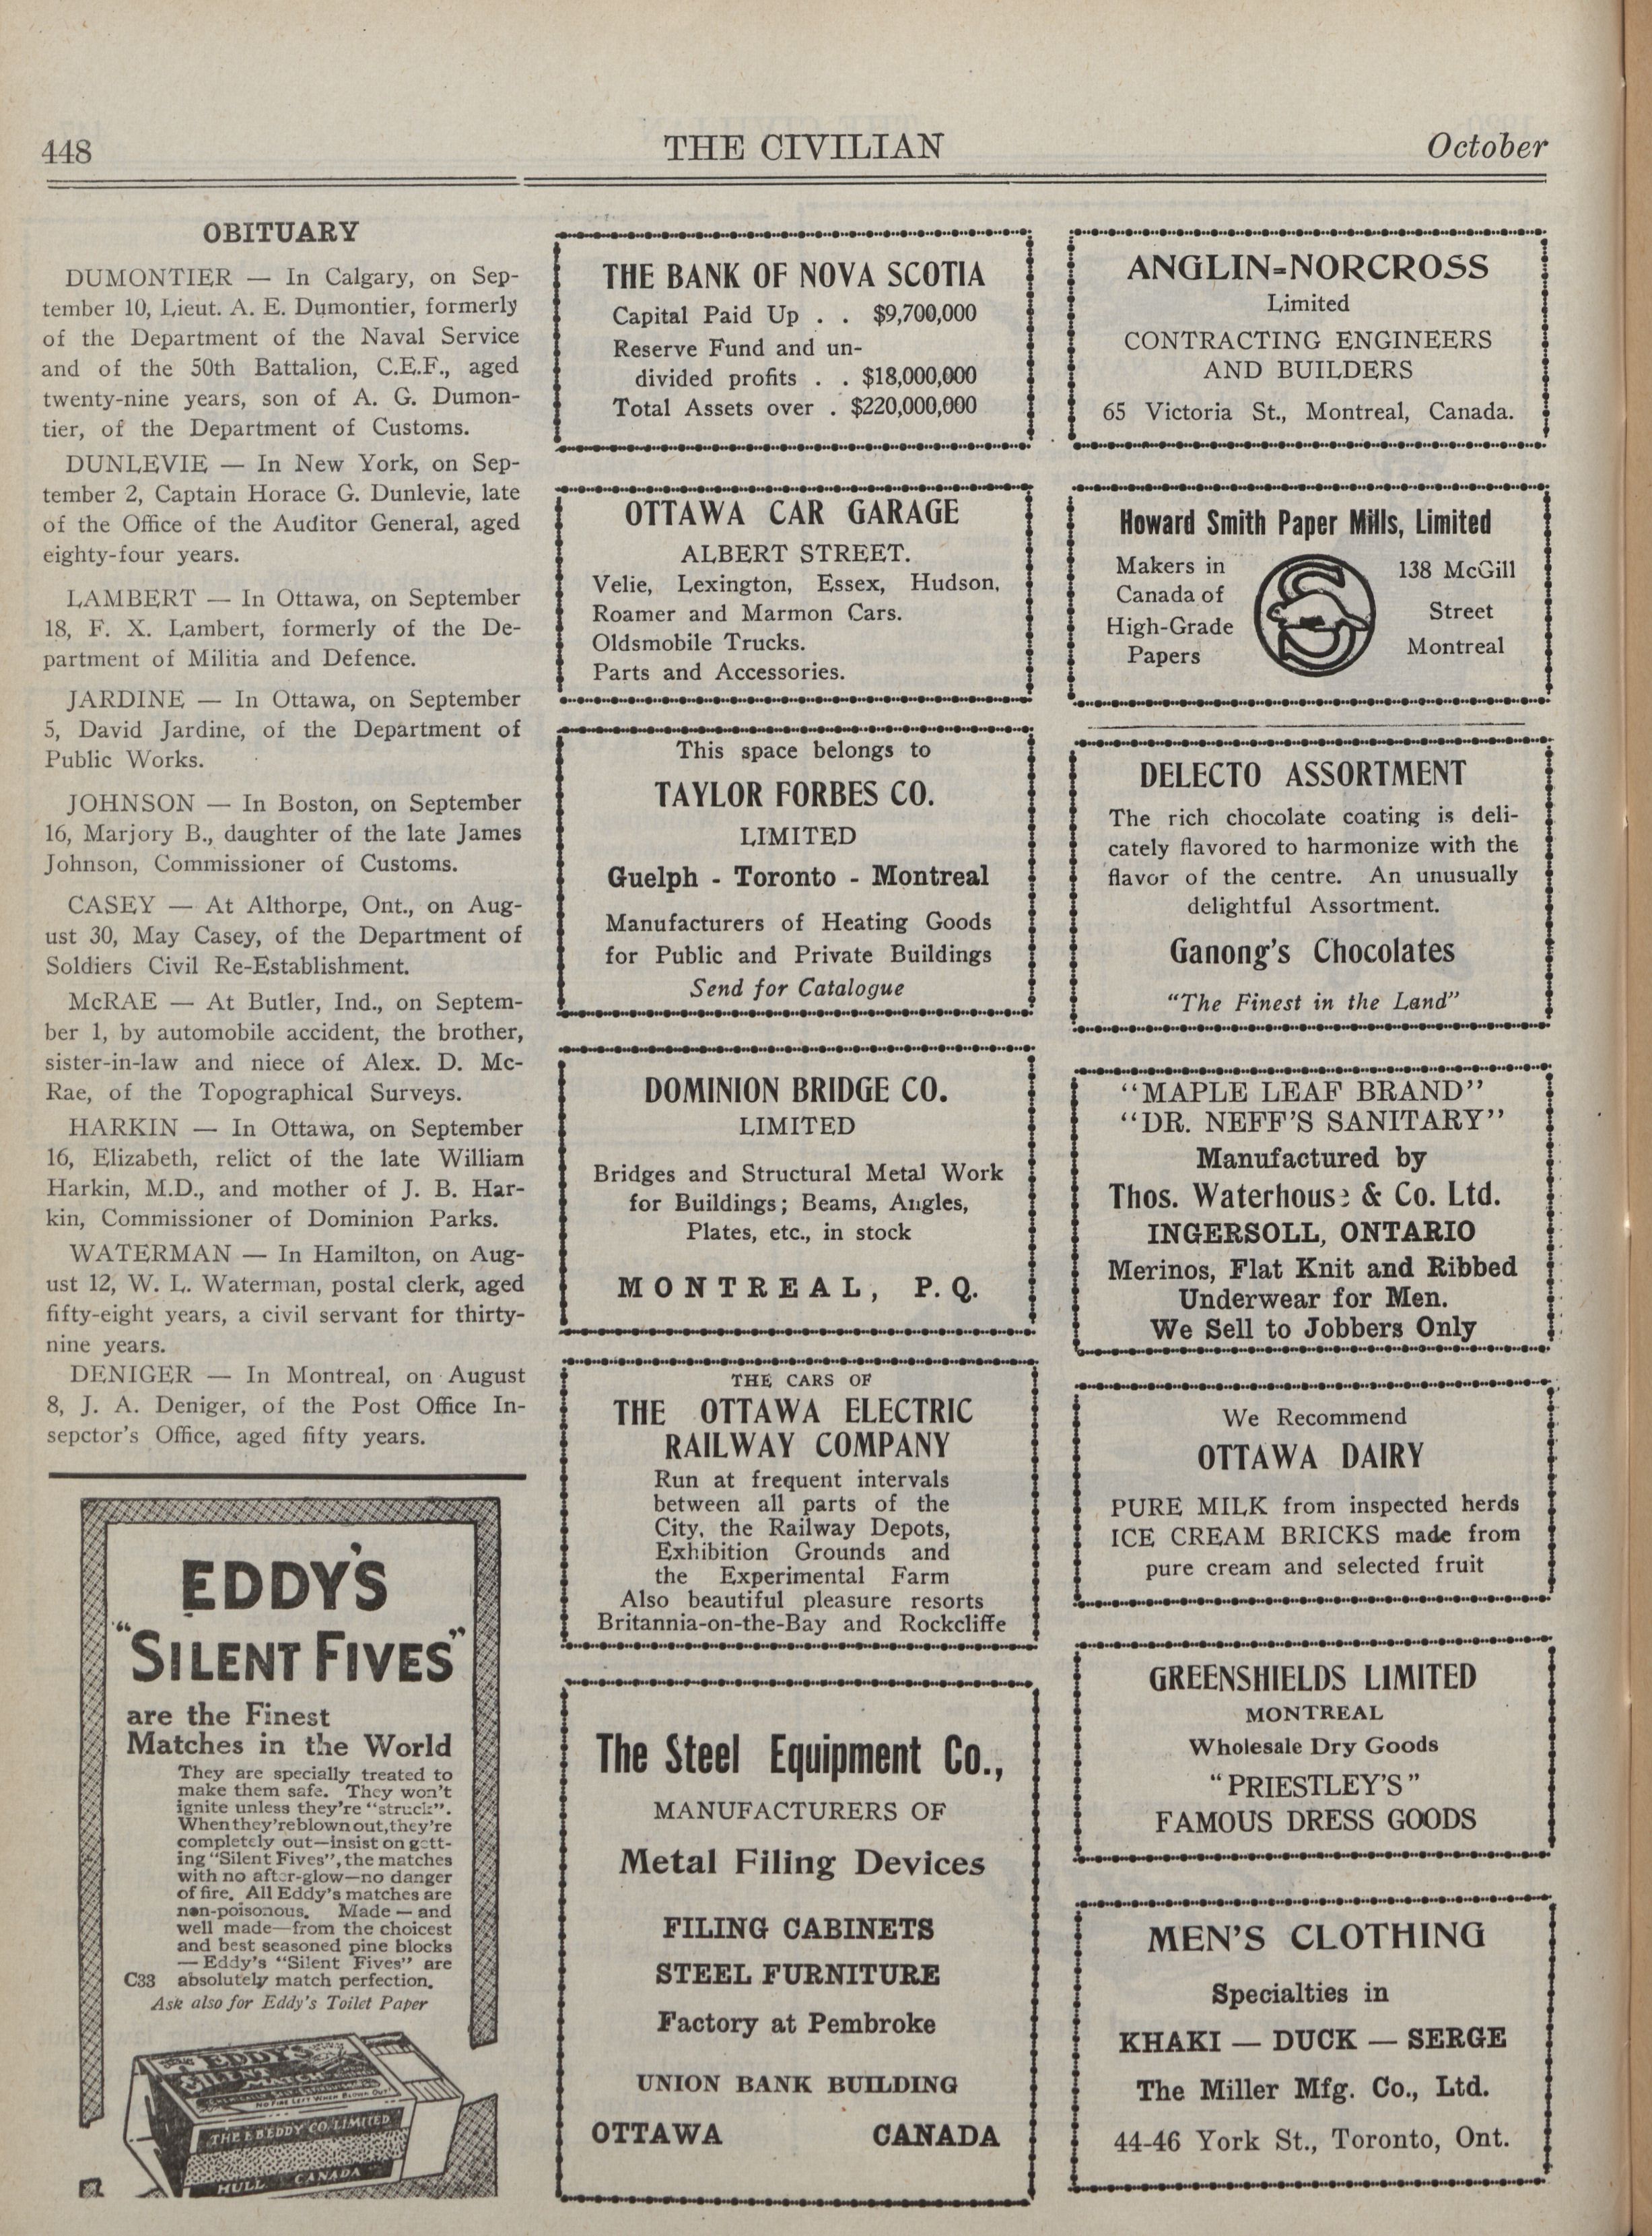 448
THE CIVILIAN
October
OBITUARY
DUMONTIER — In Calgary, on Sep-
tember 10, Lieut. A. E. Dumontier, formerly
of the Department of the Naval Service
and of the 50th Battalion, C.E.F., aged
twenty-nine years, son of A. G. Dumon-
tier, of the Department of Customs.
DUNLEVIE — In New York, on Sep-
tember 2, Captain Horace G. Dunlevie, late
of the Office of the Auditor General, aged
eighty-four years.
LAMBERT — In Ottawa, on September
18, F. X. Lambert, formerly of the De-
partment of Militia and Defence.
JARDINE — In Ottawa, on September
5, David Jardine, of the Department of
Public Works.
JOHNSON — In Boston, on September
16, Marjory B., daughter of the late James
Johnson, Commissioner of Customs.
CASEY — At Althorpe, Ont., on Aug-
ust 30, May Casey, of the Department of
Soldiers Civil Re-Establishment.
McRAE — At Butler, Ind., on Septem-
ber 1, by automobile accident, the brother,
sister-in-law and niece of Alex. D. Mc-
Rae, of the Topographical Surveys.
HARKIN — In Ottawa, on September
16, Elizabeth, relict of the late William
Harkin, M.D., and mother of J. B. Har-
kin, Commissioner of Dominion Parks.
WATERMAN — In Hamilton, on Aug-
ust 12, W. L. Waterman, postal clerk, aged
fifty-eight years, a civil servant for thirty-
nine years.
DENIGER — In Montreal, on August
8, J. A. Deniger, of the Post Office In-
sepctor's Office, aged fifty years.
EDDY'S
"SILENT FIVES"
are the Finest
Matches in the World
They are specially treated to
make them safe. They won't
ignite unless they're "struck".
When they're blown out, they're
completely out—insist on gett-
ing "Silent Fives", the matches
with no after-glow—no danger
of fire. All Eddy's matches are
non-poisonous. Made — and
well made—from the choicest
and best seasoned pine blocks
— Eddy's "Silent Fives" are
C33 absolutely match perfection.
Ask also for Eddy's Toilet Paper
EDDY'S
SILENT
MATCH
NO FIRE LEFT WHEN BLOWN OUT
THE E B EDDY CO. LIMITED
HULL CANADA
THE BANK OF NOVA SCOTIA
Capital Paid Up . . $9,700,000
Reserve Fund and un-
divided profits . . $18,000,000
Total Assets over . $220,000,000
OTTAWA CAR GARAGE
ALBERT STREET.
Velie, Lexington, Essex, Hudson,
Roamer and Marmon Cars.
Oldsmobile Trucks.
Parts and Accessories.
This space belongs to
TAYLOR FORBES CO.
LIMITED
Guelph - Toronto - Montreal
Manufacturers of Heating Goods
for Public and Private Buildings
Send for Catalogue
DOMINION BRIDGE CO.
LIMITED
Bridges and Structural Metal Work
for Buildings; Beams, Angles,
Plates, etc., in stock
MONTREAL, P. Q.
THE CARS OF
THE OTTAWA ELECTRIC
RAILWAY COMPANY
Run at frequent intervals
between all parts of the
City, the Railway Depots,
Exhibition Grounds and
the Experimental Farm
Also beautiful pleasure resorts
Britannia-on-the-Bay and Rockcliffe
The Steel Equipment Co.,
MANUFACTURERS OF
Metal Filing Devices
FILING CABINETS
STEEL FURNITURE
Factory at Pembroke
UNION BANK BUILDING
OTTAWA CANADA
ANGLIN-NORCROSS
Limited
CONTRACTING ENGINEERS
AND BUILDERS
65 Victoria St., Montreal, Canada.
Howard Smith Paper Mills, Limited
Makers in
Canada of
High-Grade
Papers
138 McGill
Street
Montreal
DELECTO ASSORTMENT
The rich chocolate coating is deli-
cately flavored to harmonize with the
flavor of the centre. An unusually
delightful Assortment.
Ganong's Chocolates
"The Finest in the Land"
"MAPLE LEAF BRAND"
"DR. NEFF'S SANITARY"
Manufactured by
Thos. Waterhouse & Co. Ltd.
INGERSOLL, ONTARIO
Merinos, Flat Knit and Ribbed
Underwear for Men.
We Sell to Jobbers Only
We Recommend
OTTAWA DAIRY
PURE MILK from inspected herds
ICE CREAM BRICKS made from
pure cream and selected fruit
GREENSHIELDS LIMITED
MONTREAL
Wholesale Dry Goods
"PRIESTLEY'S"
FAMOUS DRESS GOODS
MEN'S CLOTHING
Specialties in
KHAKI — DUCK — SERGE
The Miller Mfg. Co., Ltd.
44-46 York St., Toronto, Ont.